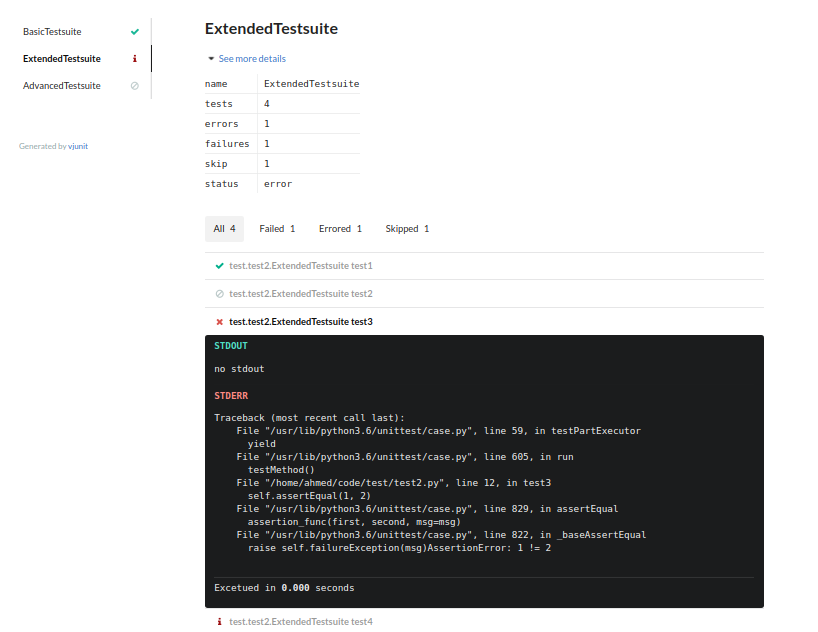 BasicTestsuite
ExtendedTestsuite
AdvancedTestsuite
Generated by vjunit
ExtendedTestsuite
See more details
name ExtendedTestsuite
tests 4
errors 1
failures 1
skip 1
status error
All 4 Failed 1 Errored 1 Skipped 1
test.test2.ExtendedTestsuite test1
test.test2.ExtendedTestsuite test2
test.test2.ExtendedTestsuite test3
STDOUT
no stdout
STDERR
Traceback (most recent call last):
File "/usr/lib/python3.6/unittest/case.py", line 59, in testPartExecutor
yield
File "/usr/lib/python3.6/unittest/case.py", line 605, in run
testMethod()
File "/home/ahmed/code/test/test2.py", line 12, in test3
self.assertEqual(1, 2)
File "/usr/lib/python3.6/unittest/case.py", line 829, in assertEqual
assertion_func(first, second, msg=msg)
File "/usr/lib/python3.6/unittest/case.py", line 822, in _baseAssertEqual
raise self.failureException(msg)AssertionError: 1 != 2
Excetued in 0.000 seconds
test.test2.ExtendedTestsuite test4